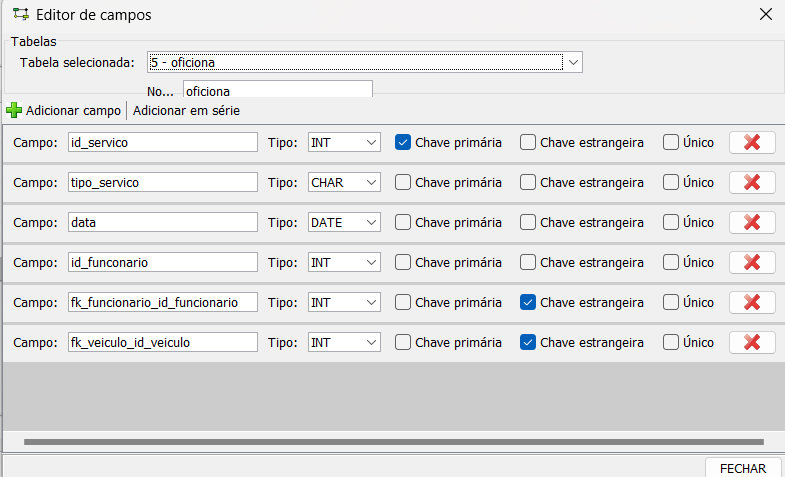 Editor de campos
Tabelas
Tabela selecionada: 5 - oficiona
No... oficiona
Adicionar campo Adicionar em série
Campo: id_servico Tipo: INT Chave primária Chave estrangeira Único
Campo: tipo_servico Tipo: CHAR Chave primária Chave estrangeira Único
Campo: data Tipo: DATE Chave primária Chave estrangeira Único
Campo: id_funconario Tipo: INT Chave primária Chave estrangeira Único
Campo: fk_funcionario_id_funcionario Tipo: INT Chave primária Chave estrangeira Único
Campo: fk_veiculo_id_veiculo Tipo: INT Chave primária Chave estrangeira Único
FECHAR